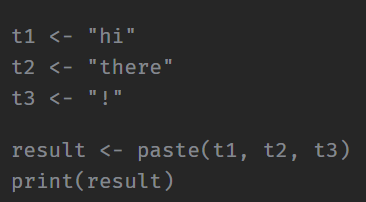 t1 <- "hi"
t2 <- "there"
t3 <- "!"
result <- paste(t1, t2, t3)
print(result)